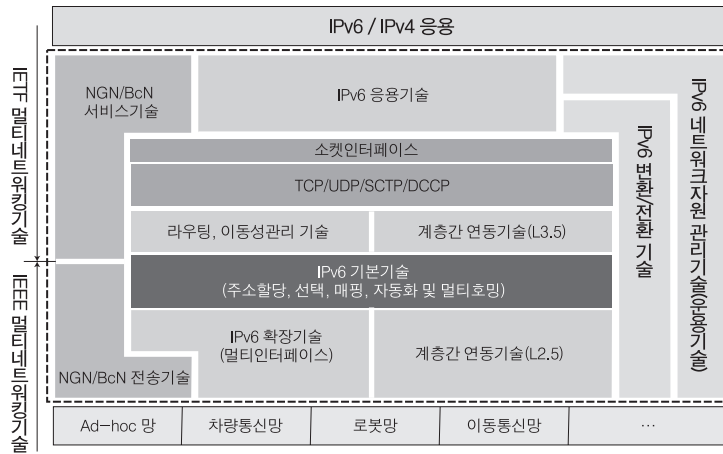 IPv6 / IPv4 응용
IETF 멀티네트워킹기술
IEEE 멀티네트워킹기술
NGN/BcN
서비스기술
IPv6 응용기술
소켓인터페이스
TCP/UDP/SCTP/DCCP
라우팅, 이동성관리 기술
계층간 연동기술(L3.5)
IPv6 기본기술
(주소할당, 선택, 매핑, 자동화 및 멀티호밍)
IPv6 확장기술
(멀티인터페이스)
계층간 연동기술(L2.5)
NGN/BcN 전송기술
IPv6 변환/전환 기술
IPv6 네트워크자원 관리기술(운용기술)
Ad-hoc 망
차량통신망
로봇망
이동통신망
…